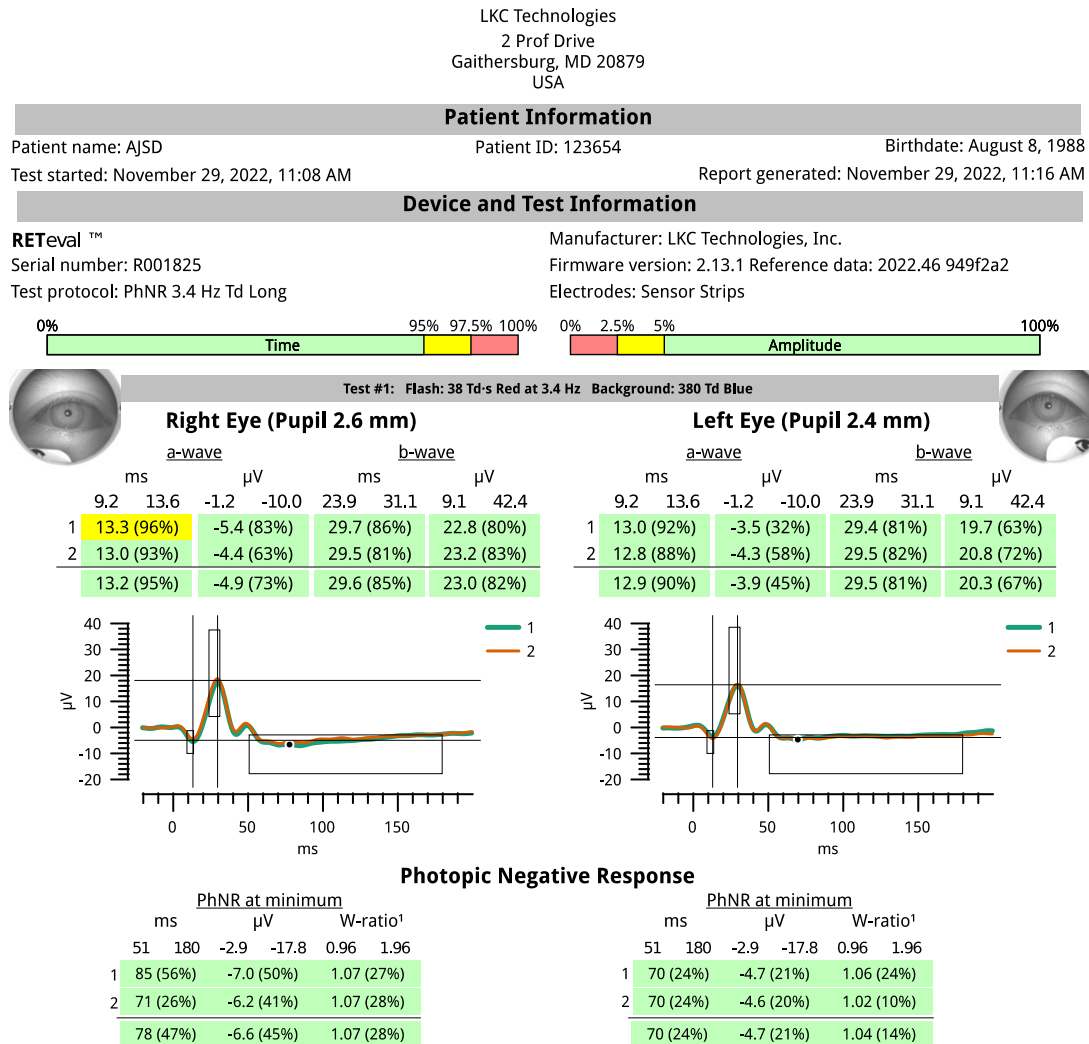 LKC Technologies
2 Prof Drive
Gaithersburg, MD 20879
USA
Patient Information
Patient name: AJSD Patient ID: 123654 Birthdate: August 8, 1988
Test started: November 29, 2022, 11:08 AM Report generated: November 29, 2022, 11:16 AM
Device and Test Information
RETeval ™ Manufacturer: LKC Technologies, Inc.
Serial number: R001825 Firmware version: 2.13.1 Reference data: 2022.46 949f2a2
Test protocol: PhNR 3.4 Hz Td Long Electrodes: Sensor Strips
0% 95% 97.5% 100% 0% 2.5% 5% 100%
Time Amplitude
Test #1: Flash: 38 Td·s Red at 3.4 Hz Background: 380 Td Blue
Right Eye (Pupil 2.6 mm) Left Eye (Pupil 2.4 mm)
a-wave b-wave a-wave b-wave
ms µV ms µV ms µV ms µV
9.2 13.6 -1.2 -10.0 23.9 31.1 9.1 42.4 9.2 13.6 -1.2 -10.0 23.9 31.1 9.1 42.4
1 13.3 (96%) -5.4 (83%) 29.7 (86%) 22.8 (80%) 1 13.0 (92%) -3.5 (32%) 29.4 (81%) 19.7 (63%)
2 13.0 (93%) -4.4 (63%) 29.5 (81%) 23.2 (83%) 2 12.8 (88%) -4.3 (58%) 29.5 (82%) 20.8 (72%)
13.2 (95%) -4.9 (73%) 29.6 (85%) 23.0 (82%) 12.9 (90%) -3.9 (45%) 29.5 (81%) 20.3 (67%)
40 1 40 1
30 2 30 2
20 20
µV 10 µV 10
0 0
-10 -10
-20 -20
0 50 100 150 0 50 100 150
ms ms
Photopic Negative Response
PhNR at minimum PhNR at minimum
ms µV W-ratio¹ ms µV W-ratio¹
51 180 -2.9 -17.8 0.96 1.96 51 180 -2.9 -17.8 0.96 1.96
1 85 (56%) -7.0 (50%) 1.07 (27%) 1 70 (24%) -4.7 (21%) 1.06 (24%)
2 71 (26%) -6.2 (41%) 1.07 (28%) 2 70 (24%) -4.6 (20%) 1.02 (10%)
78 (47%) -6.6 (45%) 1.07 (28%) 70 (24%) -4.7 (21%) 1.04 (14%)